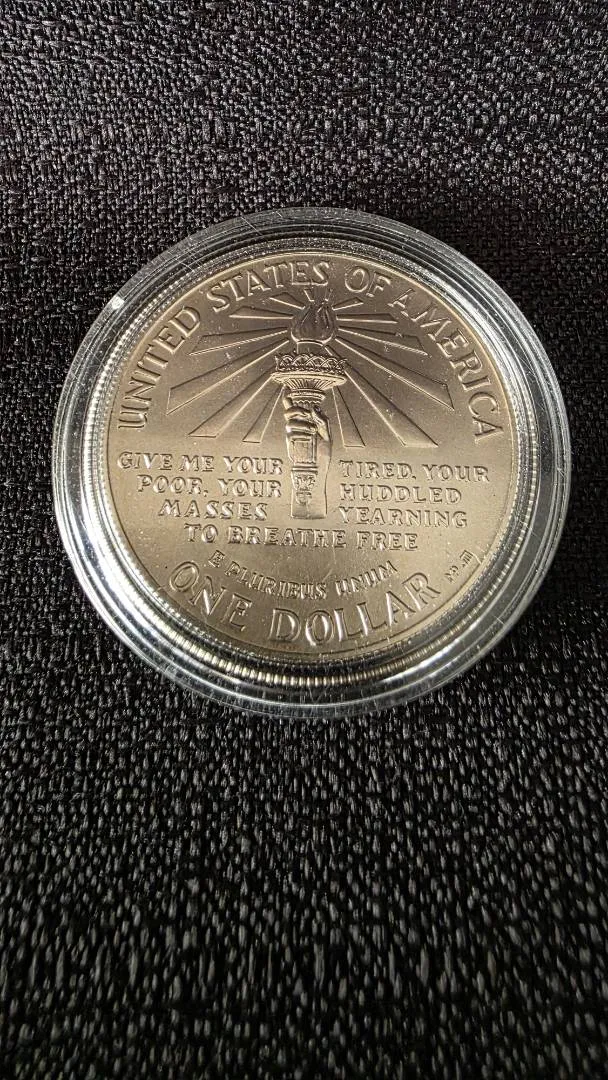 UNITED STATES OF AMERICA
GIVE ME YOUR TIRED, YOUR
POOR, YOUR HUDDLED
MASSES YEARNING
TO BREATHE FREE
E PLURIBUS UNUM
ONE DOLLAR